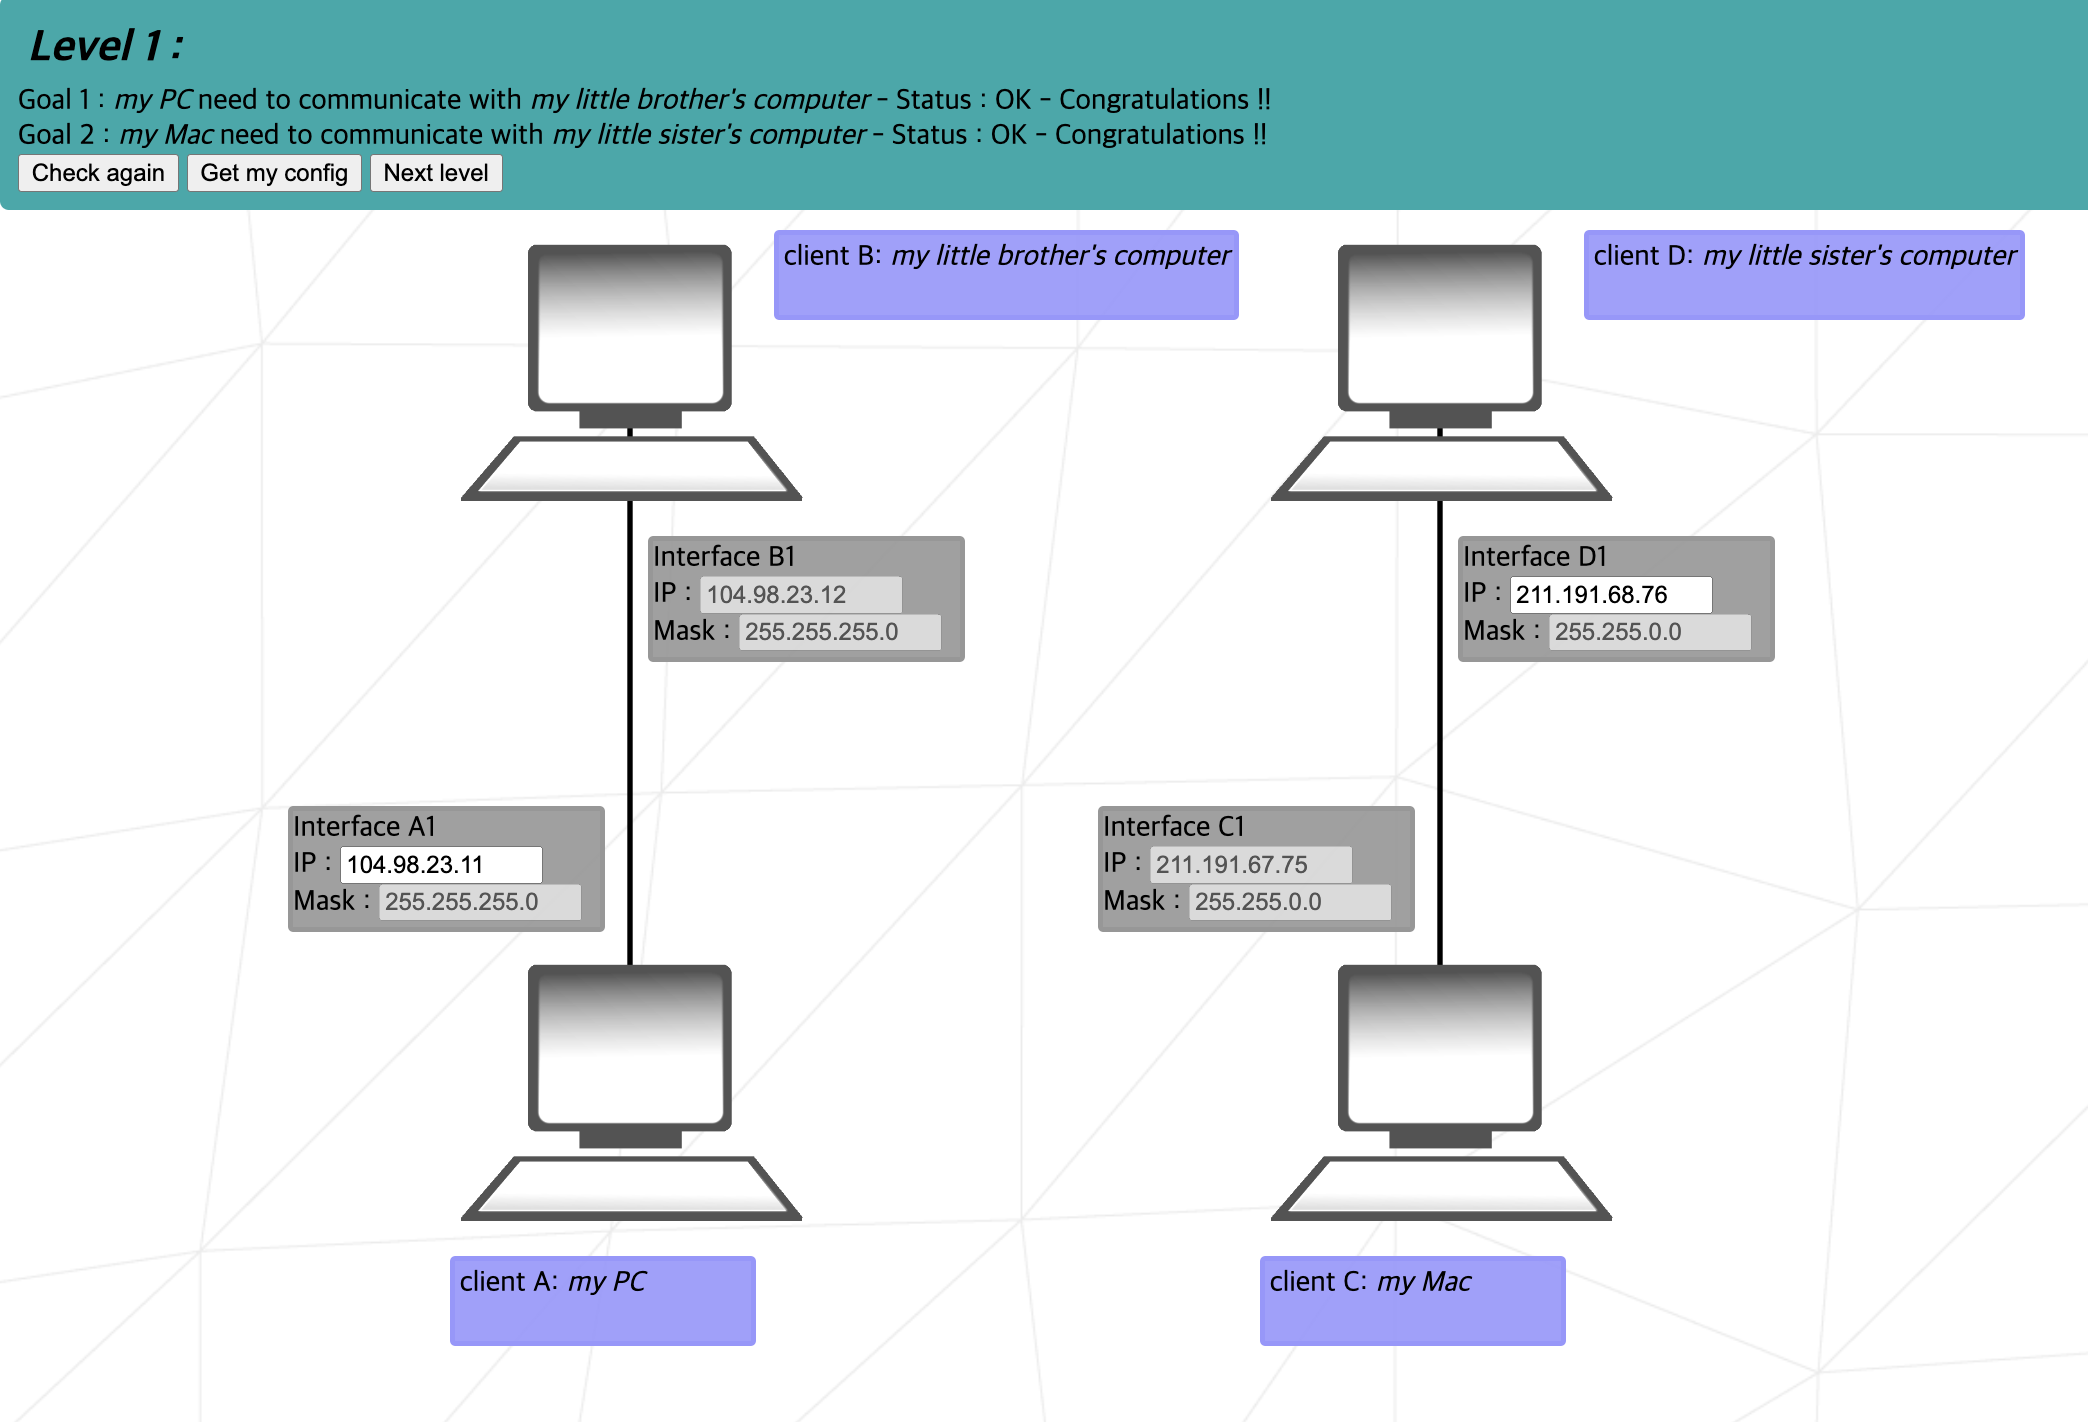 Level 1 :
Goal 1 : my PC need to communicate with my little brother's computer - Status : OK - Congratulations !!
Goal 2 : my Mac need to communicate with my little sister's computer - Status : OK - Congratulations !!
Check again Get my config Next level
client B: my little brother's computer
client D: my little sister's computer
Interface B1
IP : 104.98.23.12
Mask : 255.255.255.0
Interface D1
IP : 211.191.68.76
Mask : 255.255.0.0
Interface A1
IP : 104.98.23.11
Mask : 255.255.255.0
Interface C1
IP : 211.191.67.75
Mask : 255.255.0.0
client A: my PC
client C: my Mac